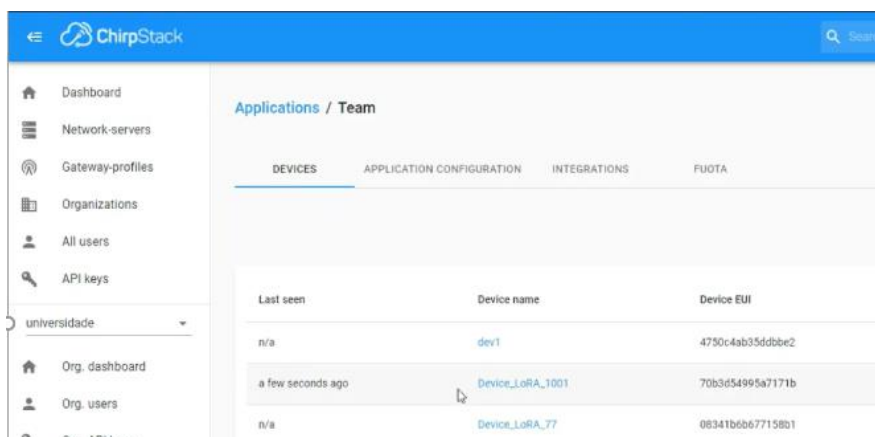 ChirpStack
Sear
Dashboard
Network-servers
Gateway-profiles
Organizations
All users
API keys
universidade
Org. dashboard
Org. users
Applications / Team
DEVICES APPLICATION CONFIGURATION INTEGRATIONS FUOTA
Last seen Device name Device EUI
n/a dev1 4750c4ab35ddbbe2
a few seconds ago Device_LoRA_1001 70b3d54995a7171b
n/a Device_LoRA_77 08341b6b677158b1